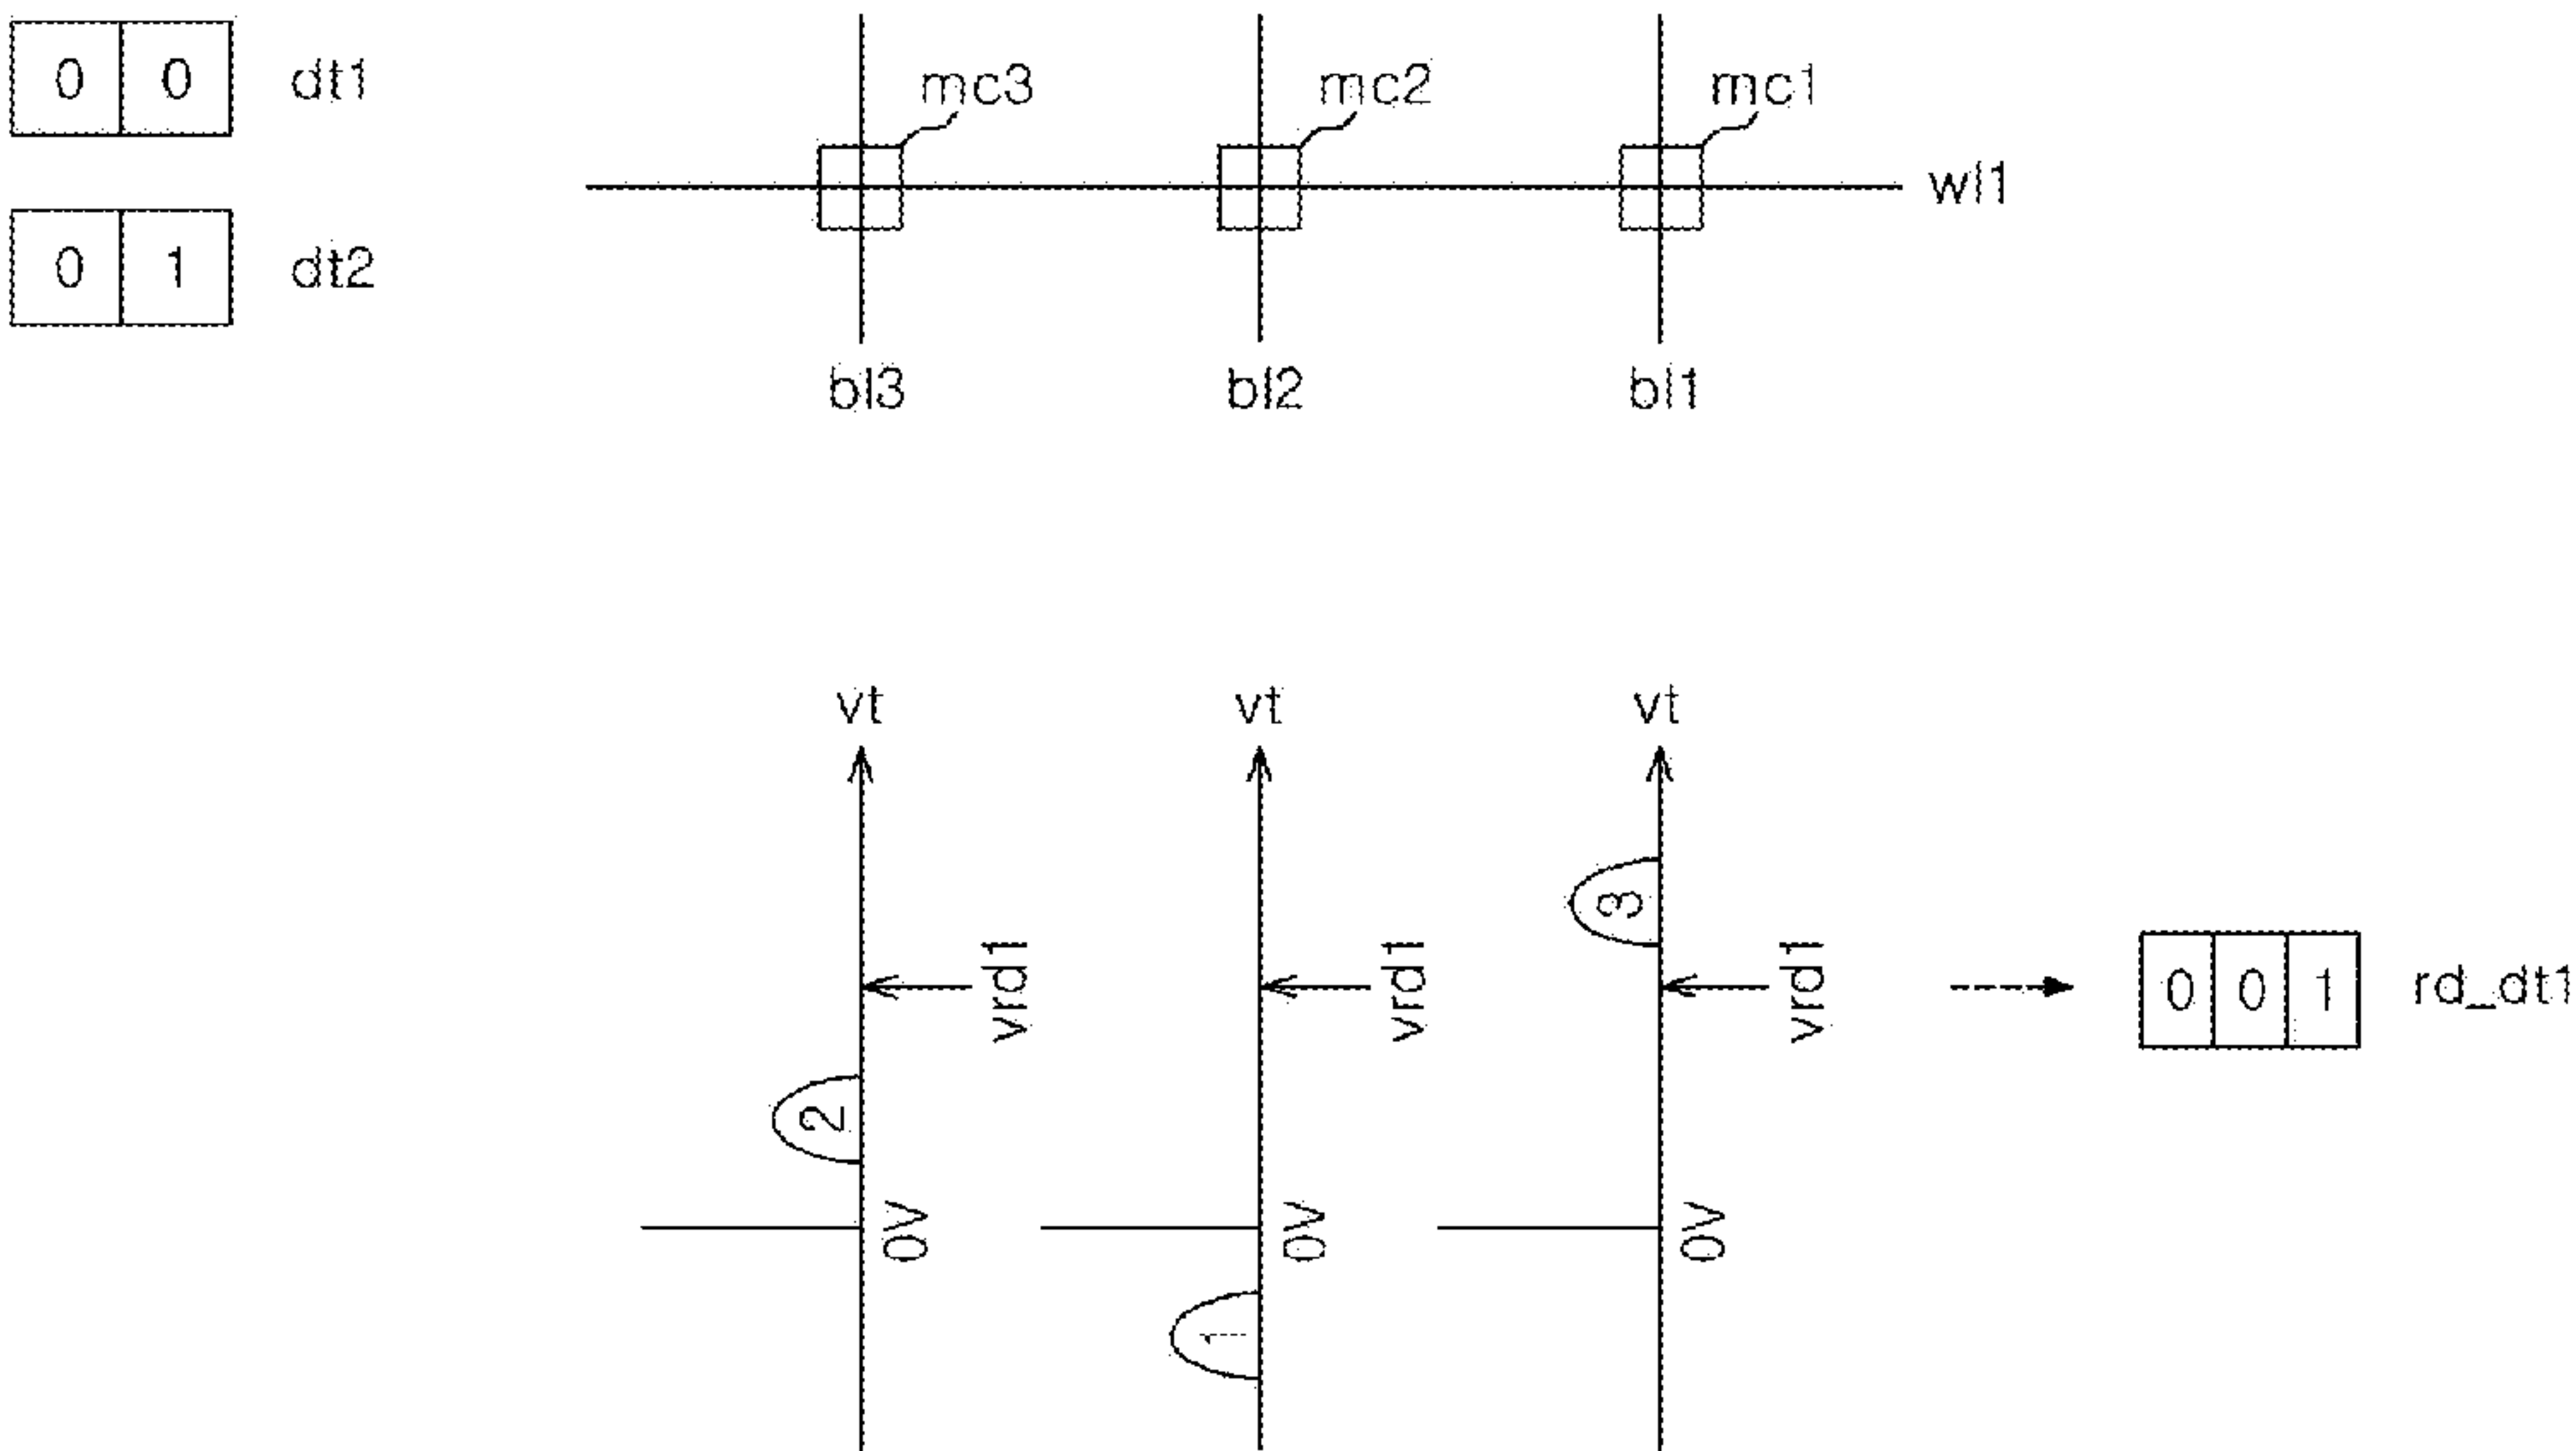 0 0 dt1
mc3 mc2 mc1
wl1
0 1 dt2
bl3 bl2 bl1
vt vt vt
3
vrd1 vrd1 vrd1
0 0 1 rd_dt1
2
0V 0V 0V
1